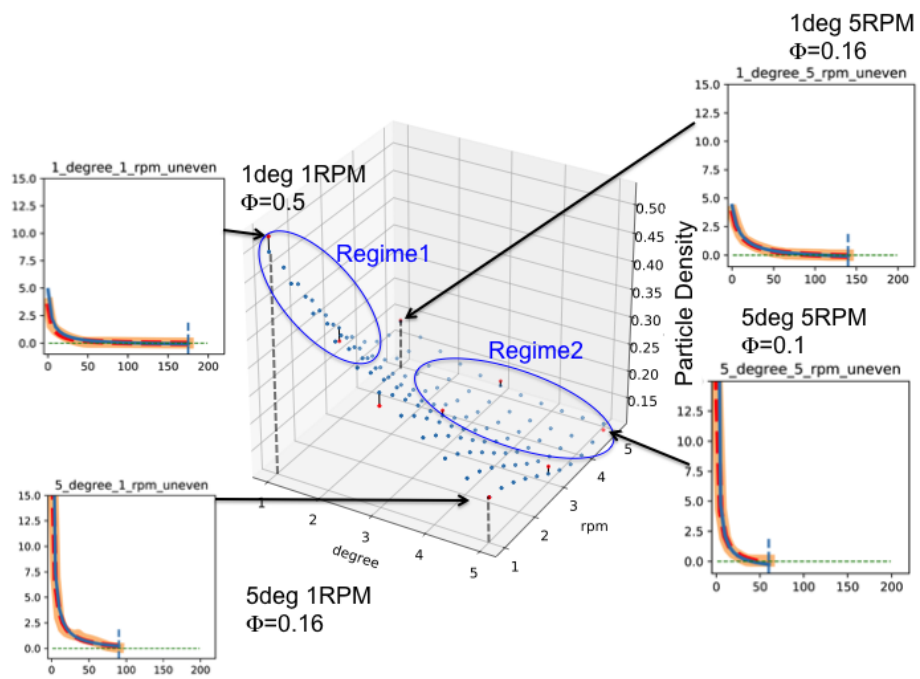 1deg 5RPM
Φ=0.16
1_degree_5_rpm_uneven
15.0
12.5
10.0
7.5
5.0
2.5
0.0
0 50 100 150 200
1_degree_1_rpm_uneven
15.0
12.5
10.0
7.5
5.0
2.5
0.0
0 50 100 150 200
1deg 1RPM
Φ=0.5
Regime1
Regime2
0.50
0.45
0.40
0.35
0.30
0.25
0.20
0.15
Particle Density
1 2 3 4 5
degree
1 2 3 4 5
rpm
5deg 5RPM
Φ=0.1
5_degree_5_rpm_uneven
12.5
10.0
7.5
5.0
2.5
0.0
0 50 100 150 200
5_degree_1_rpm_uneven
15.0
12.5
10.0
7.5
5.0
2.5
0.0
0 50 100 150 200
5deg 1RPM
Φ=0.16